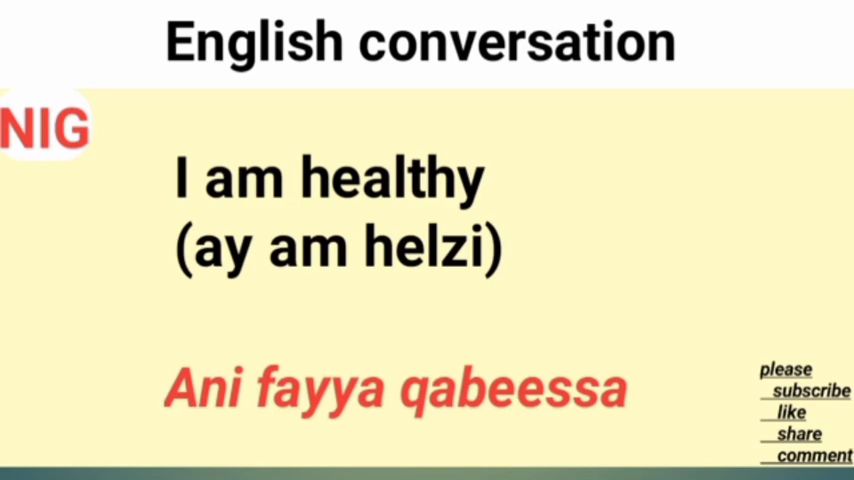 English conversation
NIG
I am healthy
(ay am helzi)
Ani fayya qabeessa
please
subscribe
like
share
comment